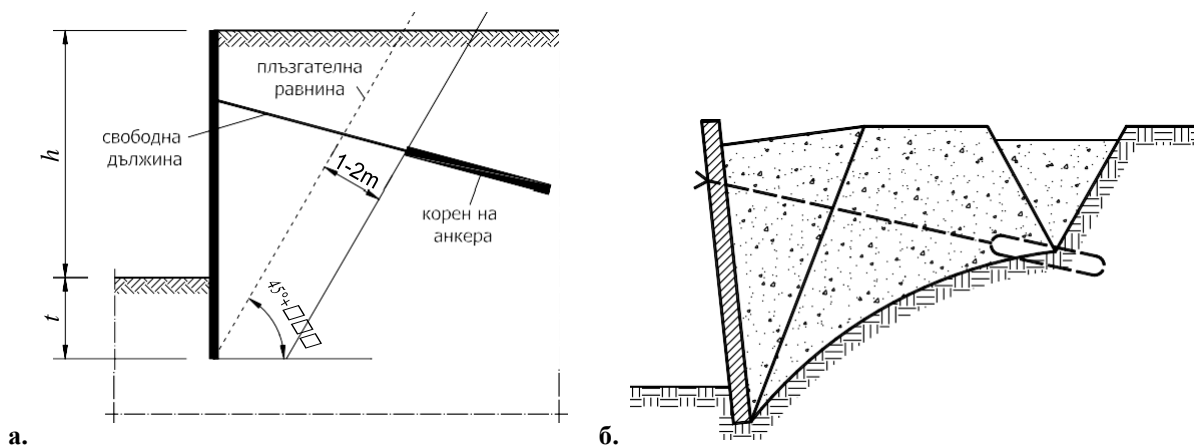 плъзгателна
равнина
свободна
дължина
h
1-2m
корен на
анкера
t
45°+□□□
а.
б.